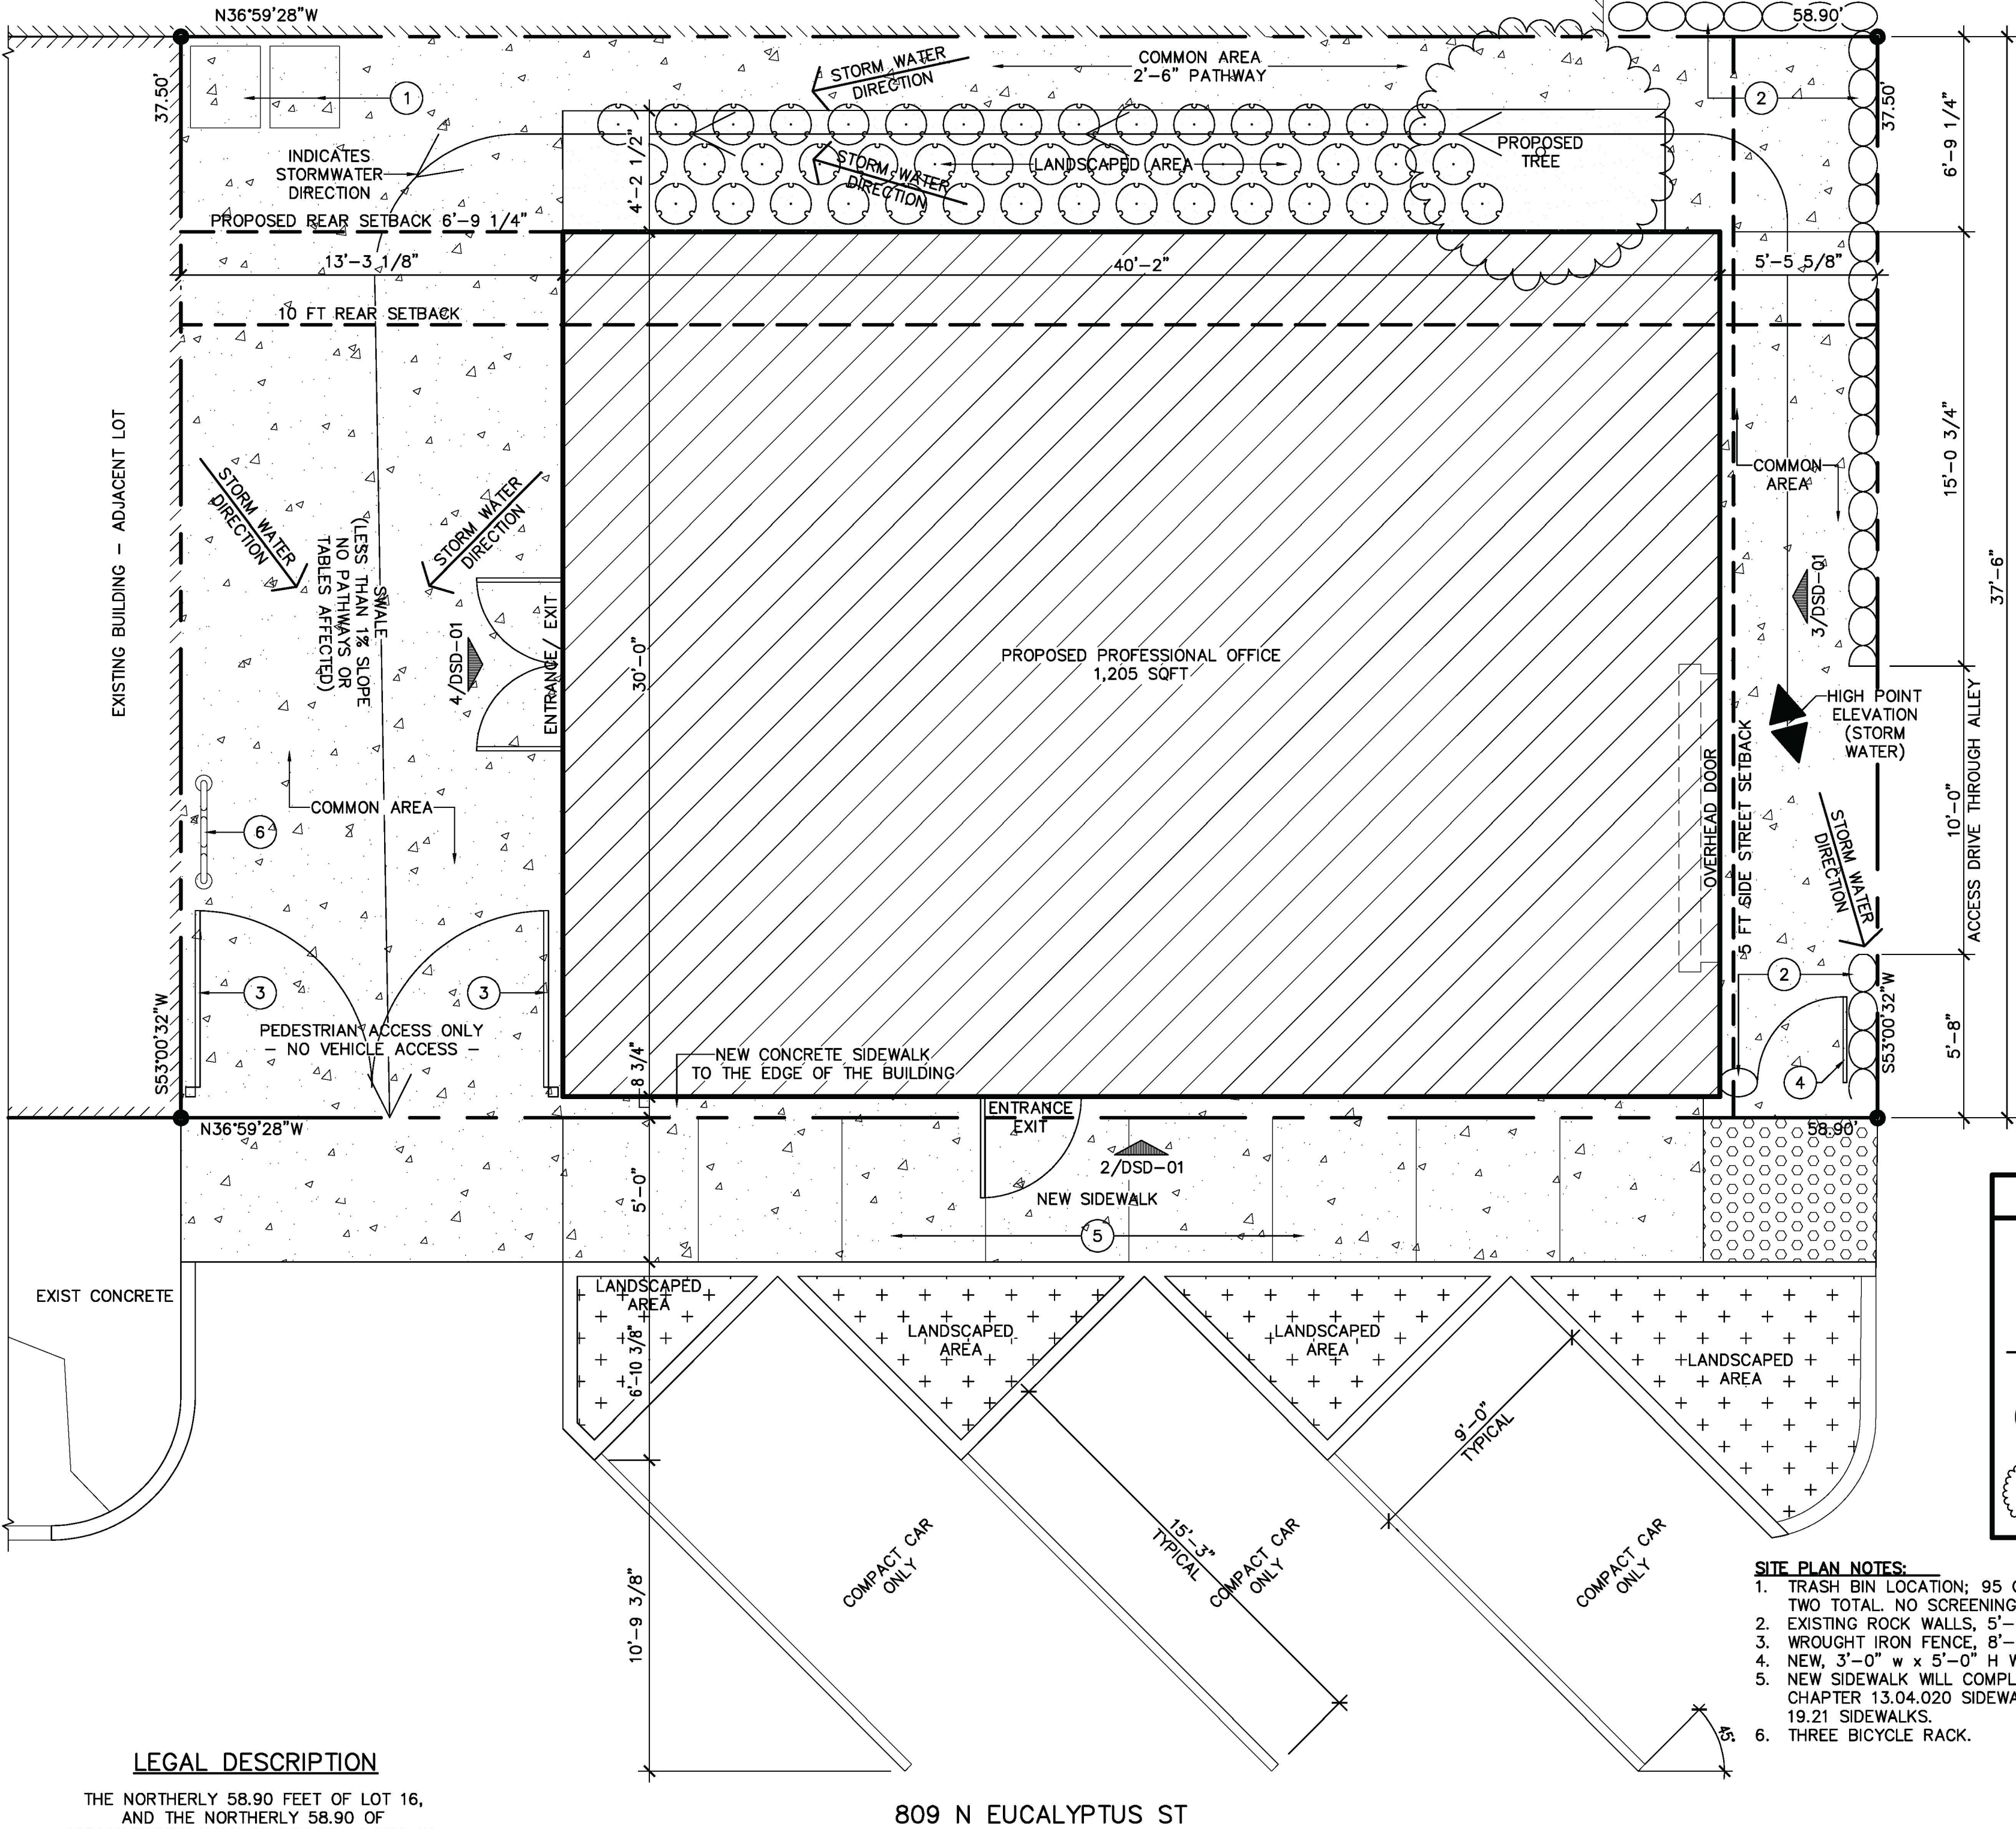 N36°59'28"W
58.90'
37.50'
1
STORM WATER
DIRECTION
COMMON AREA
2'-6" PATHWAY
2
37.50'
6'-9 1/4"
INDICATES
STORMWATER
DIRECTION
4'-2 1/2"
STORM WATER
DIRECTION
LANDSCAPED AREA
PROPOSED
TREE
PROPOSED REAR SETBACK 6'-9 1/4"
13'-3 1/8"
40'-2"
5'-5 5/8"
10 FT REAR SETBACK
EXISTING BUILDING - ADJACENT LOT
STORM WATER
DIRECTION
SWALE
(LESS THAN 1% SLOPE
NO PATHWAYS OR
TABLES AFFECTED)
STORM WATER
DIRECTION
4/DSD-01
ENTRANCE/ EXIT
30'-0"
PROPOSED PROFESSIONAL OFFICE
1,205 SQFT
COMMON
AREA
3/DSD-01
15'-0 3/4"
37'-6"
HIGH POINT
ELEVATION
(STORM
WATER)
OVERHEAD DOOR
5 FT SIDE STREET SETBACK
STORM WATER
DIRECTION
10'-0"
ACCESS DRIVE THROUGH ALLEY
COMMON AREA
6
3
3
2
4
S53°00'32"W
PEDESTRIAN ACCESS ONLY
- NO VEHICLE ACCESS -
8 3/4"
NEW CONCRETE SIDEWALK
TO THE EDGE OF THE BUILDING
S53°00'32"W
5'-8"
N36°59'28"W
ENTRANCE
EXIT
58.90'
2/DSD-01
5'-0"
NEW SIDEWALK
5
EXIST CONCRETE
LANDSCAPED
AREA
6'-10 3/8"
LANDSCAPED
AREA
LANDSCAPED
AREA
LANDSCAPED
AREA
9'-0"
TYPICAL
15'-3"
TYPICAL
COMPACT CAR
ONLY
COMPACT CAR
ONLY
COMPACT CAR
ONLY
10'-9 3/8"
45°
SITE PLAN NOTES:
1. TRASH BIN LOCATION; 95
TWO TOTAL. NO SCREENING
2. EXISTING ROCK WALLS, 5'-
3. WROUGHT IRON FENCE, 8'-
4. NEW, 3'-0" w x 5'-0" H
5. NEW SIDEWALK WILL COMPL
CHAPTER 13.04.020 SIDEWA
19.21 SIDEWALKS.
6. THREE BICYCLE RACK.
LEGAL DESCRIPTION
THE NORTHERLY 58.90 FEET OF LOT 16,
AND THE NORTHERLY 58.90 OF
809 N EUCALYPTUS ST